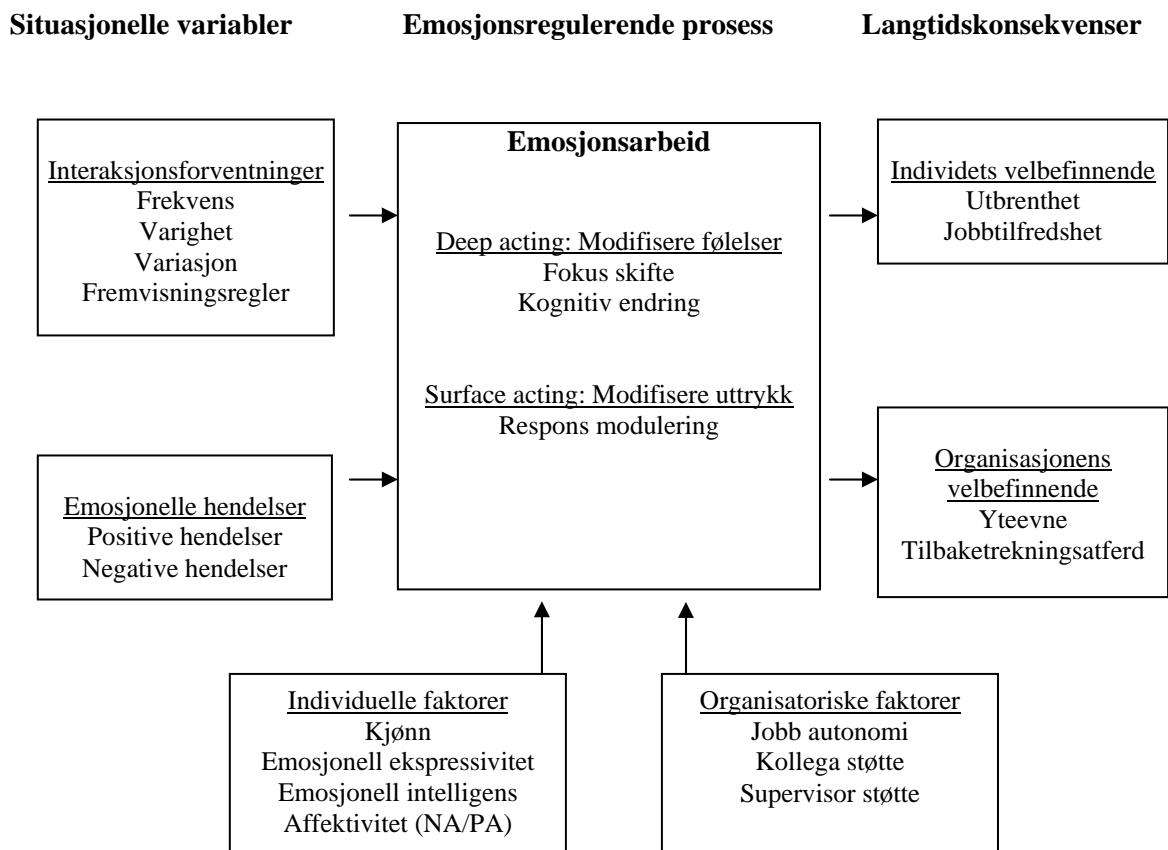 Situasjonelle variabler
Emosjonsregulerende prosess
Langtidskonsekvenser
Interaksjonsforventninger
Frekvens
Varighet
Variasjon
Fremvisningsregler
Emosjonelle hendelser
Positive hendelser
Negative hendelser
Emosjonsarbeid
Deep acting: Modifisere følelser
Fokus skifte
Kognitiv endring
Surface acting: Modifisere uttrykk
Respons modulering
Individets velbefinnende
Utbrenthet
Jobbtilfredshet
Organisasjonens
velbefinnende
Yteevne
Tilbaketrekningsatferd
Individuelle faktorer
Kjønn
Emosjonell ekspressivitet
Emosjonell intelligens
Affektivitet (NA/PA)
Organisatoriske faktorer
Jobb autonomi
Kollega støtte
Supervisor støtte